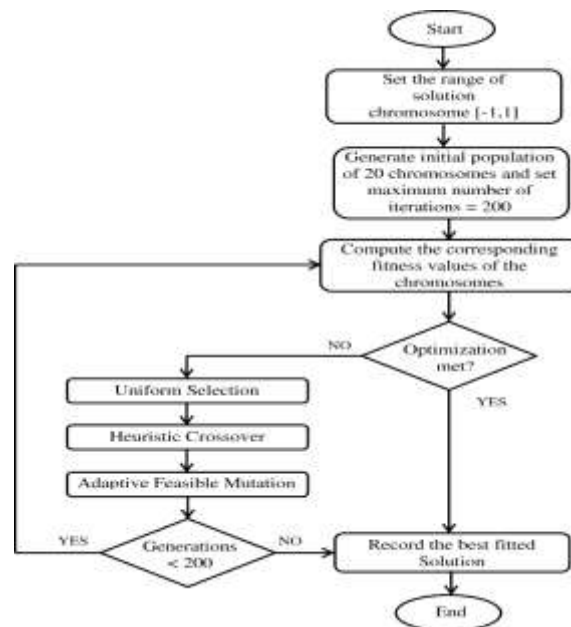 Start
Set the range of
solution
chromosome [-1,1]
Generate initial population
of 20 chromosomes and set
maximum number of
iterations = 200
Compute the corresponding
fitness values of the
chromosomes
NO
Optimization
met?
Uniform Selection
YES
Heuristic Crossover
Adaptive Feasible Mutation
YES
Generations
< 200
NO
Record the best fitted
Solution
End